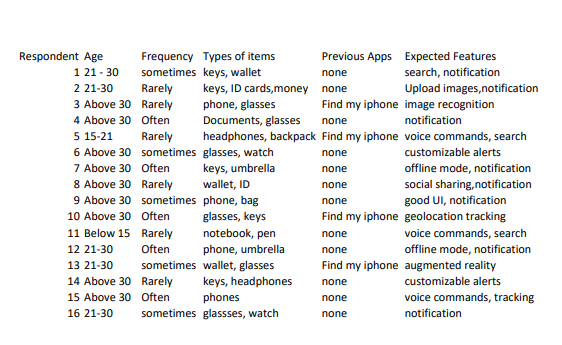 Respondent Age Frequency Types of items Previous Apps Expected Features
1 21 - 30 sometimes keys, wallet none search, notification
2 21-30 Rarely keys, ID cards,money none Upload images,notification
3 Above 30 Rarely phone, glasses Find my iphone image recognition
4 Above 30 Often Documents, glasses none notification
5 15-21 Rarely headphones, backpack Find my iphone voice commands, search
6 Above 30 sometimes glasses, watch none customizable alerts
7 Above 30 Often keys, umbrella none offline mode, notification
8 Above 30 Rarely wallet, ID none social sharing,notification
9 Above 30 sometimes phone, bag none good UI, notification
10 Above 30 Often glasses, keys Find my iphone geolocation tracking
11 Below 15 Rarely notebook, pen none voice commands, search
12 21-30 Often phone, umbrella none offline mode, notification
13 21-30 sometimes wallet, glasses Find my iphone augmented reality
14 Above 30 Rarely keys, headphones none customizable alerts
15 Above 30 Often phones none voice commands, tracking
16 21-30 sometimes glassses, watch none notification